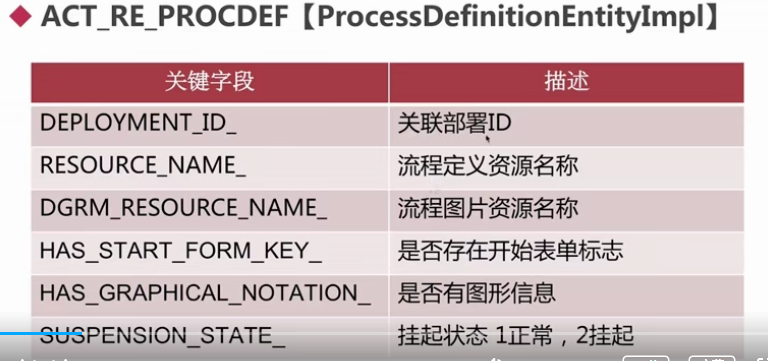 ACT_RE_PROCDEF【ProcessDefinitionEntityImpl】
关键字段 描述
DEPLOYMENT_ID_ 关联部署ID
RESOURCE_NAME_ 流程定义资源名称
DGRM_RESOURCE_NAME_ 流程图片资源名称
HAS_START_FORM_KEY_ 是否存在开始表单标志
HAS_GRAPHICAL_NOTATION_ 是否有图形信息
SUSPENSION_STATE_ 挂起状态 1正常，2挂起